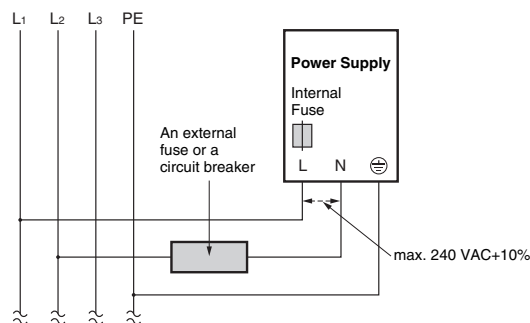 L1 L2 L3 PE
Power Supply
Internal
Fuse
An external
fuse or a
circuit breaker
L N
max. 240 VAC+10%